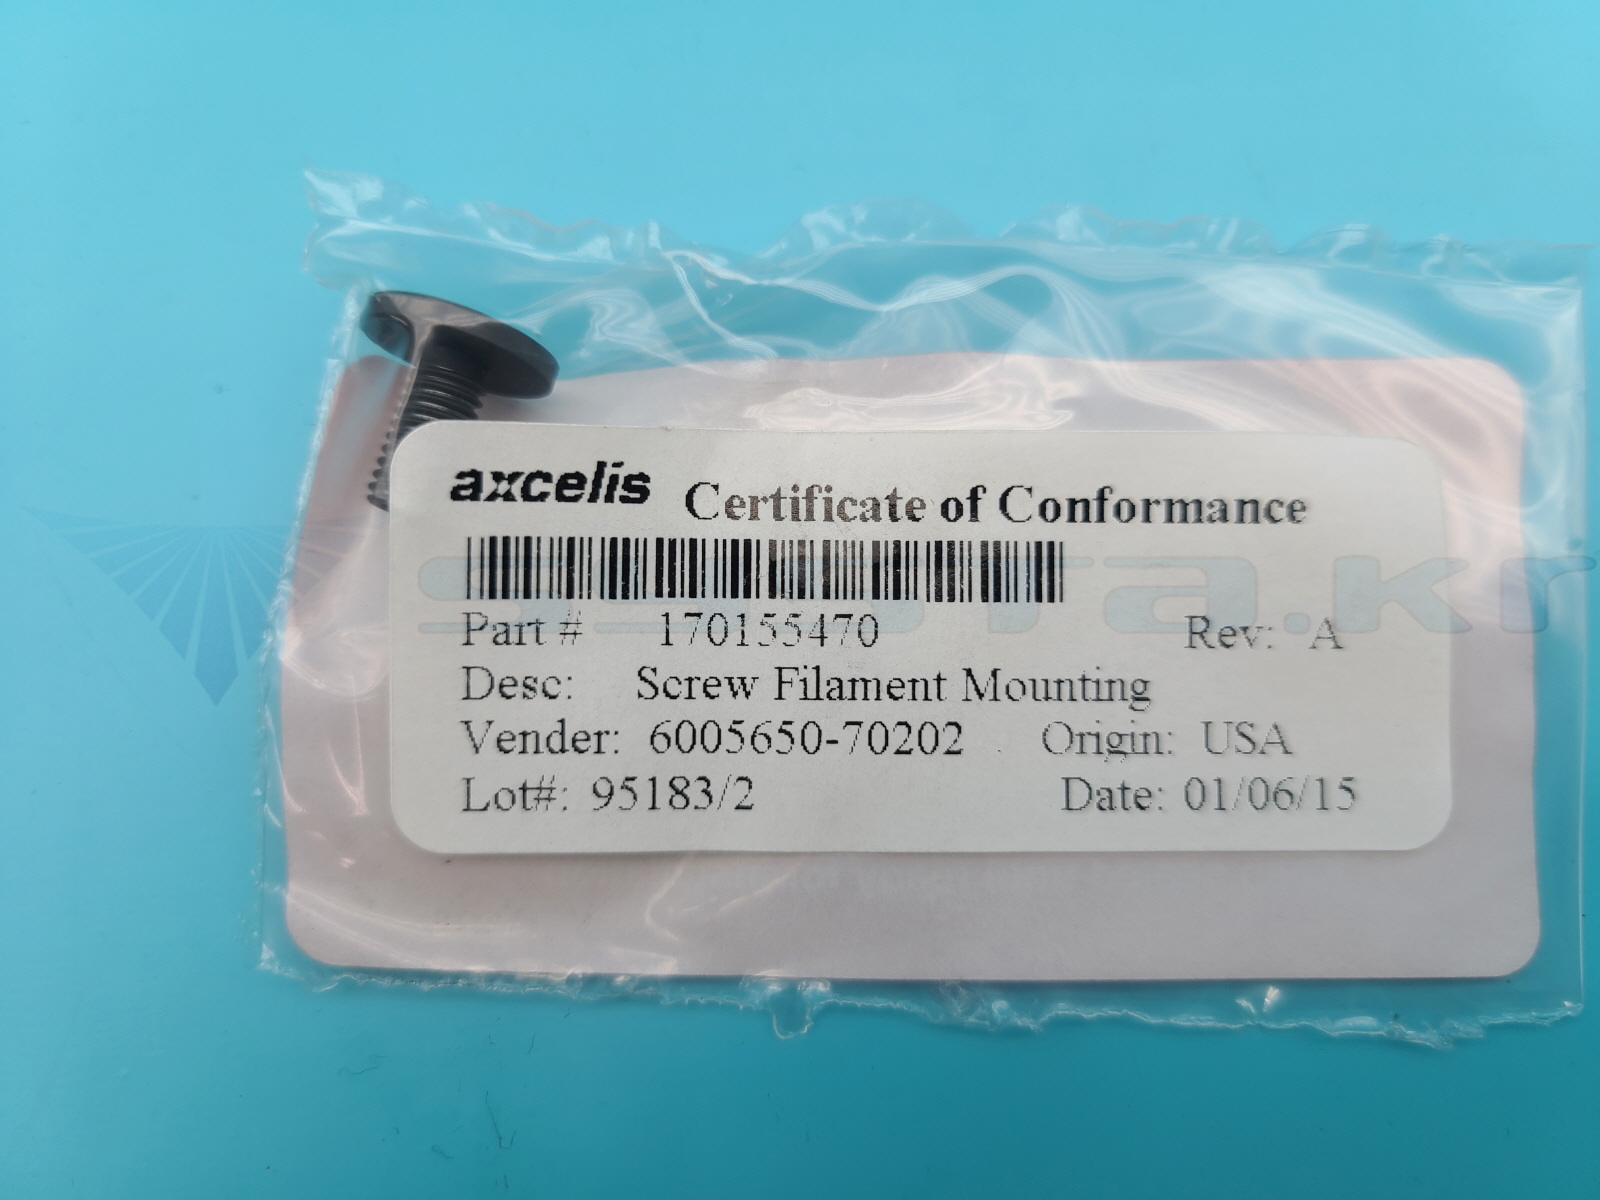 axcelis Certificate of Conformance
Part # 170155470 Rev: A
Desc: Screw Filament Mounting
Vender: 6005650-70202 Origin: USA
Lot#: 95183/2 Date: 01/06/15